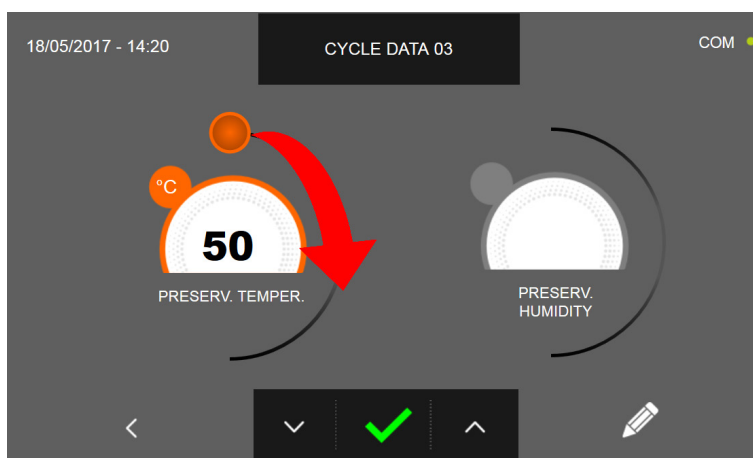 18/05/2017 - 14:20
CYCLE DATA 03
COM
°C
50
PRESERV. TEMPER.
PRESERV.
HUMIDITY